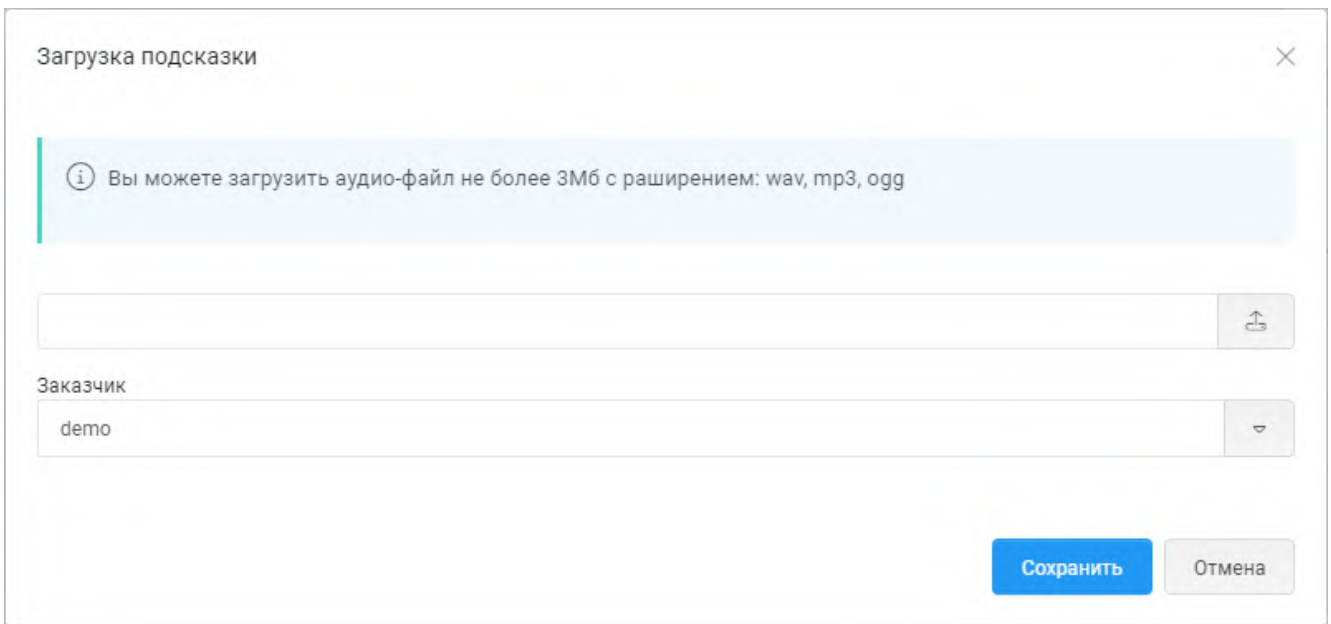 Загрузка подсказки
Вы можете загрузить аудио-файл не более 3Мб с раширением: wav, mp3, ogg
Заказчик
demo
Сохранить Отмена